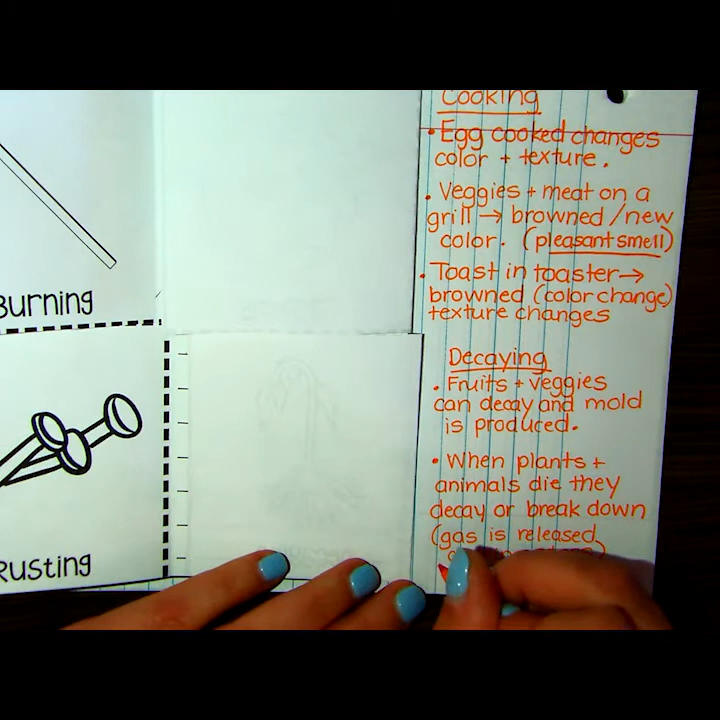 Burning
Rusting
Cooking
• Egg cooked changes
color + texture.
• Veggies + meat on a
grill → browned/new
color. (pleasant smell)
• Toast in toaster →
browned (color change)
texture changes
Decaying
• Fruits + veggies
can decay and mold
is produced.
• When plants +
animals die they
decay or break down
(gas is released